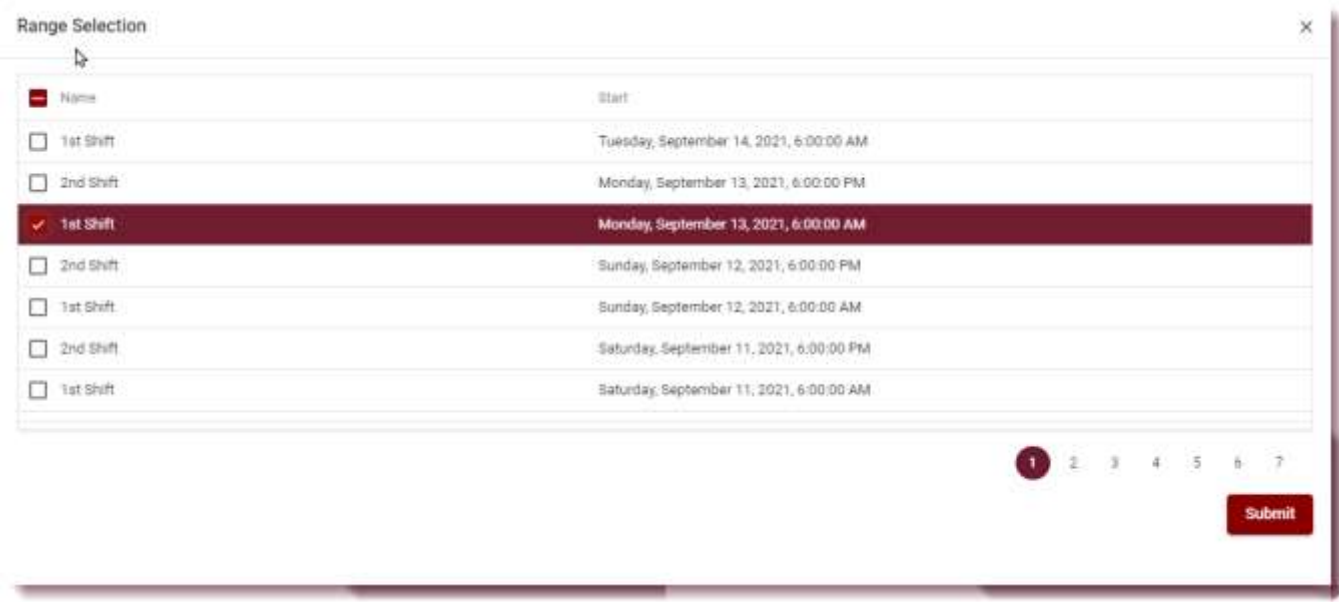 Range Selection ×
Name Start
1st Shift Tuesday, September 14, 2021, 6:00:00 AM
2nd Shift Monday, September 13, 2021, 6:00:00 PM
1st Shift Monday, September 13, 2021, 6:00:00 AM
2nd Shift Sunday, September 12, 2021, 6:00:00 PM
1st Shift Sunday, September 12, 2021, 6:00:00 AM
2nd Shift Saturday, September 11, 2021, 6:00:00 PM
1st Shift Saturday, September 11, 2021, 6:00:00 AM
1 2 3 4 5 6 7
Submit